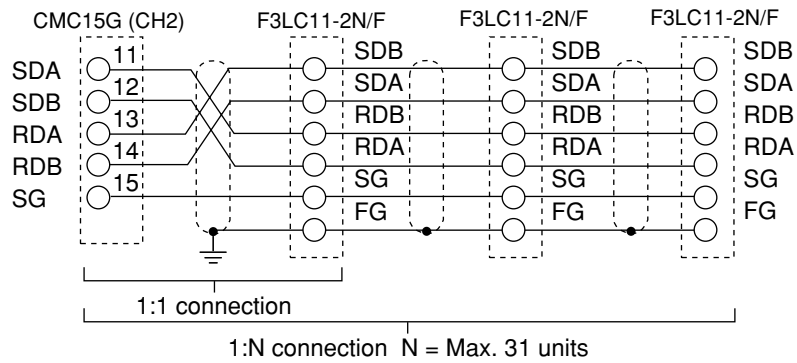 CMC15G (CH2) F3LC11-2N/F F3LC11-2N/F F3LC11-2N/F
11 SDB SDB SDB
SDA SDA SDA SDA
12
SDB RDB RDB RDB
13
RDA RDA RDA RDA
14
RDB SG SG SG
15
SG FG FG FG
1:1 connection
1:N connection N = Max. 31 units